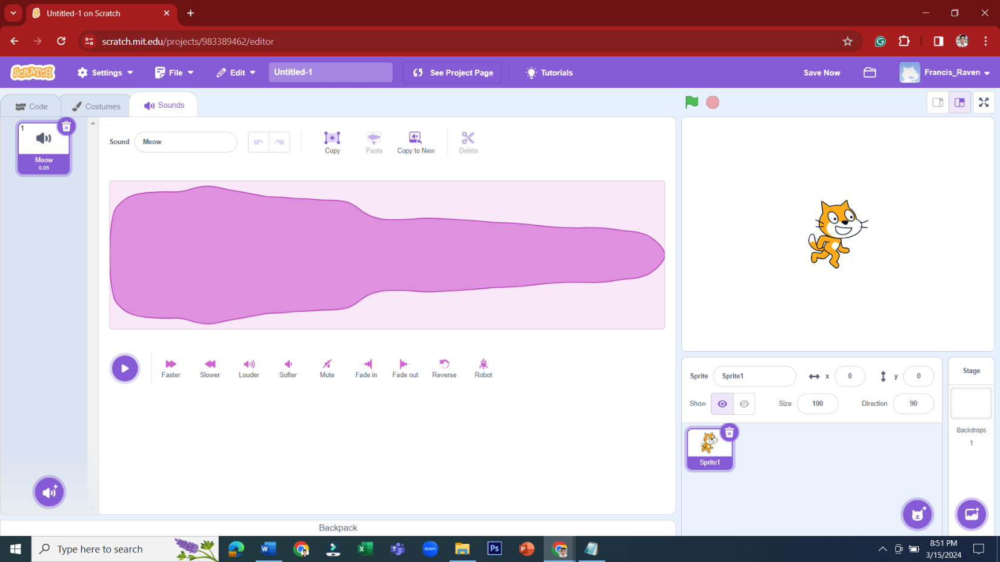 Untitled-1 on Scratch
scratch.mit.edu/projects/983389462/editor
SCRATCH
Settings
File
Edit
Untitled-1
See Project Page
Tutorials
Save Now
Francis_Raven
Code
Costumes
Sounds
1
Meow
0.85
Sound
Meow
Copy
Paste
Copy to New
Delete
Faster
Slower
Louder
Softer
Mute
Fade in
Fade out
Reverse
Robot
Sprite
Sprite1
x
0
y
0
Show
Size
100
Direction
90
Sprite1
Stage
Backdrops
1
Backpack
Type here to search
W
zoom
X
T
Ps
P
8:51 PM
3/15/2024